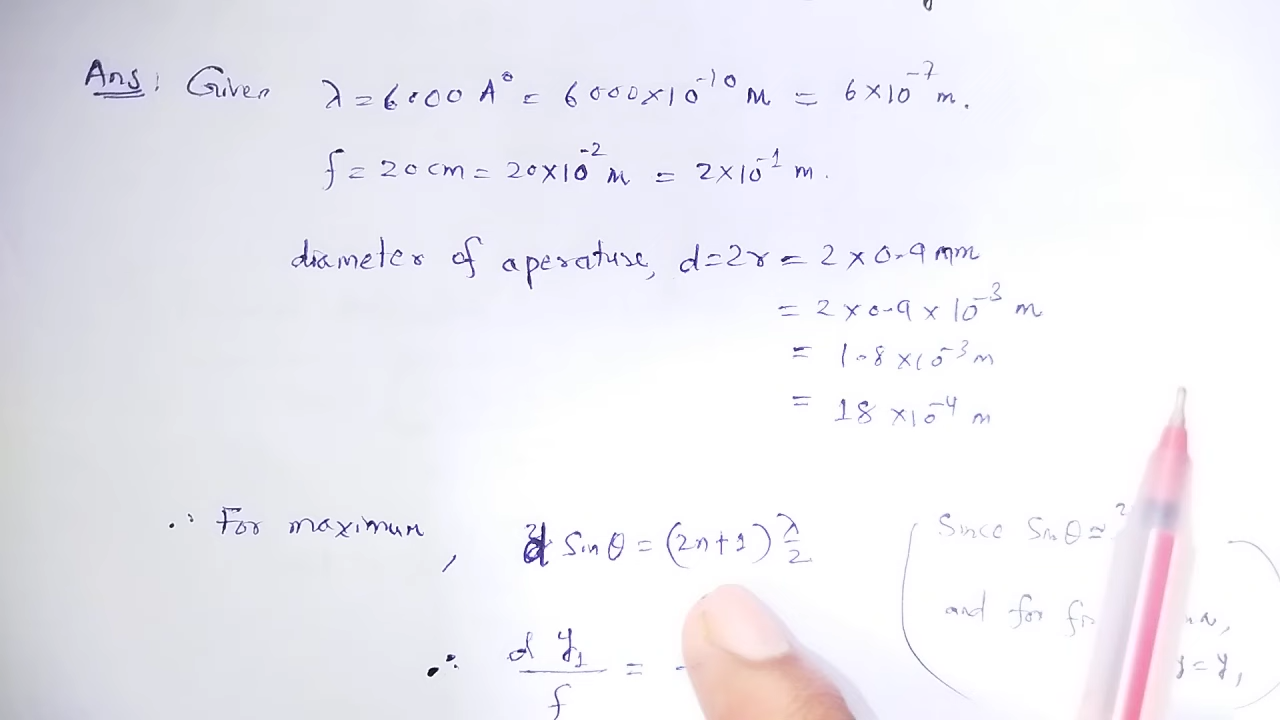 Ans: Given λ = 6000 A° = 6000×10⁻¹⁰ m = 6×10⁻⁷ m.
f = 20 cm = 20×10⁻² m = 2×10⁻¹ m.
diameter of aperature, d=2r = 2 × 0.9 mm
= 2 × 0.9 × 10⁻³ m
= 1.8 ×10⁻³ m
= 18 ×10⁻⁴ m
∴ For maximum, d Sin θ = (2n+1) λ/2
(Since Sin θ ≃
and for
∴ d y₁/f =
y = y₁